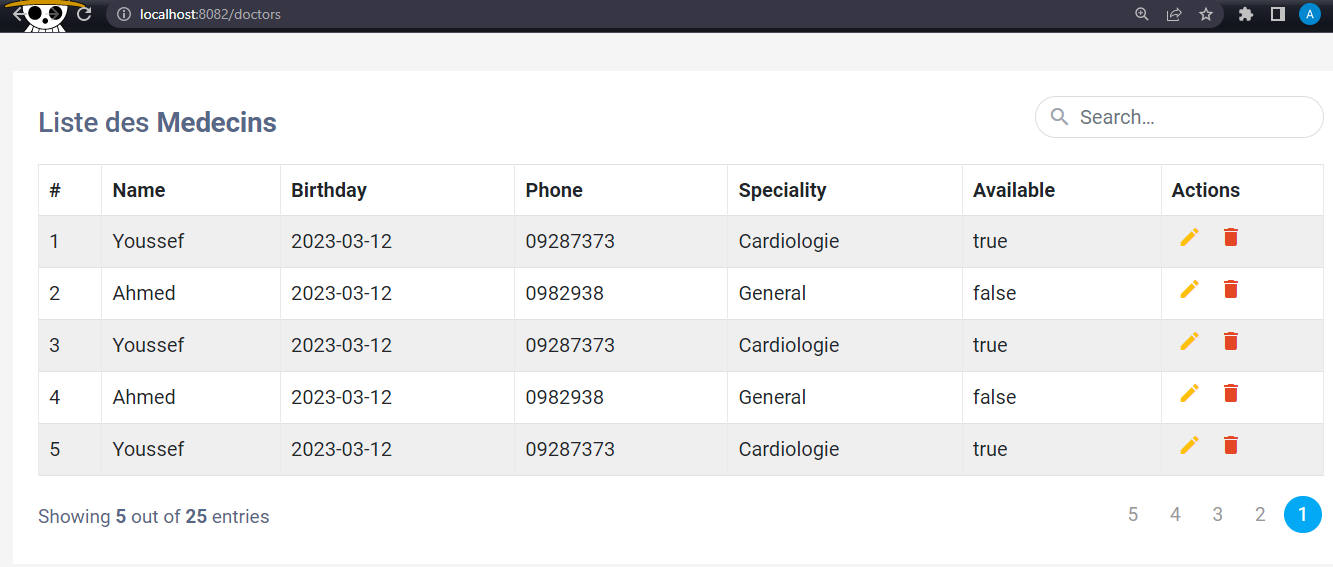 localhost:8082/doctors
A
Liste des Medecins
Search...
# Name Birthday Phone Speciality Available Actions
1 Youssef 2023-03-12 09287373 Cardiologie true
2 Ahmed 2023-03-12 0982938 General false
3 Youssef 2023-03-12 09287373 Cardiologie true
4 Ahmed 2023-03-12 0982938 General false
5 Youssef 2023-03-12 09287373 Cardiologie true
Showing 5 out of 25 entries
5 4 3 2 1